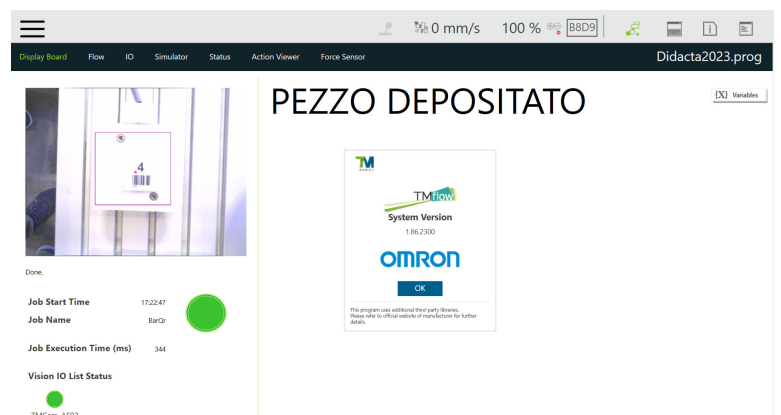 0 mm/s 100 % B8D9
Display Board Flow IO Simulator Status Action Viewer Force Sensor Didacta2023.prog
PEZZO DEPOSITATO
{X} Variables
4
Done.
Job Start Time 17:22:47
Job Name BarQr
Job Execution Time (ms) 344
Vision IO List Status
TM
ROBOT
TMflow
System Version
1.86.2300
OMRON
OK
This program uses additional third-party libraries.
Please refer to official website of manufacturer for further
details.